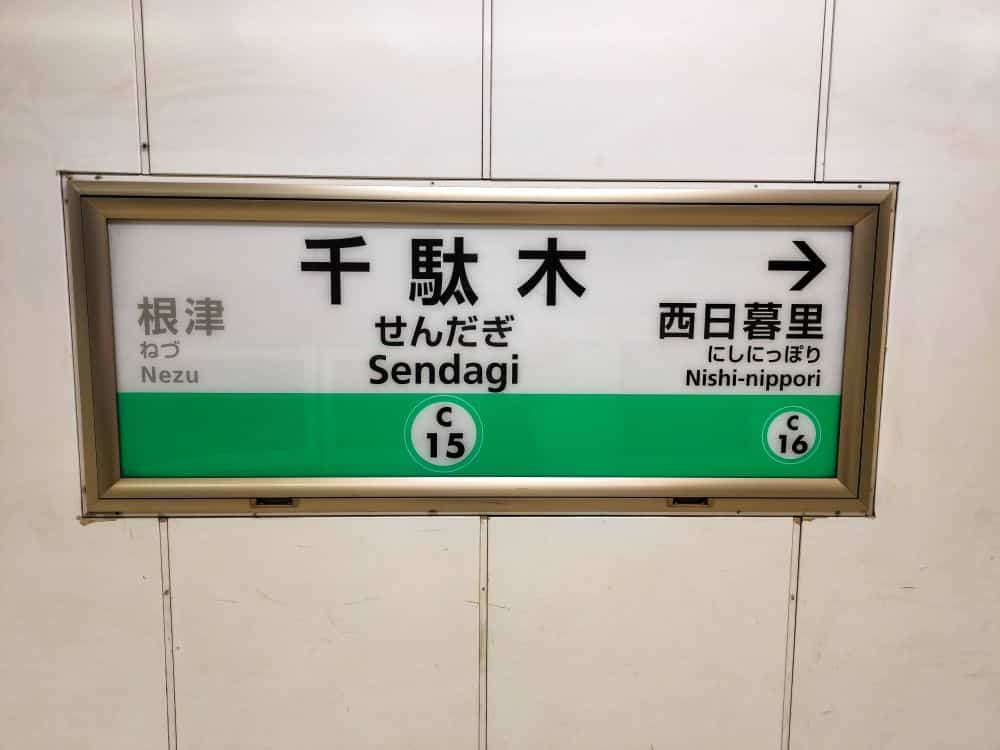 千駄木
せんだぎ
Sendagi
C
15
根津
ねづ
Nezu
→
西日暮里
にしにっぽり
Nishi-nippori
C
16